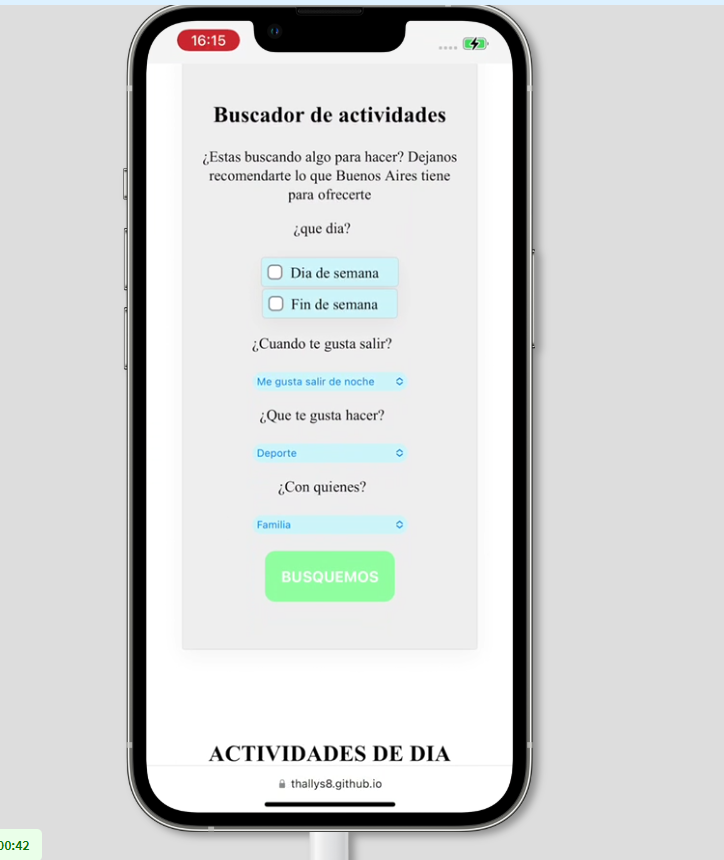 16:15
Buscador de actividades
¿Estas buscando algo para hacer? Dejanos
recomendarte lo que Buenos Aires tiene
para ofrecerte
¿que dia?
Dia de semana
Fin de semana
¿Cuando te gusta salir?
Me gusta salir de noche
¿Que te gusta hacer?
Deporte
¿Con quienes?
Familia
BUSQUEMOS
ACTIVIDADES DE DIA
thallys8.github.io
00:42